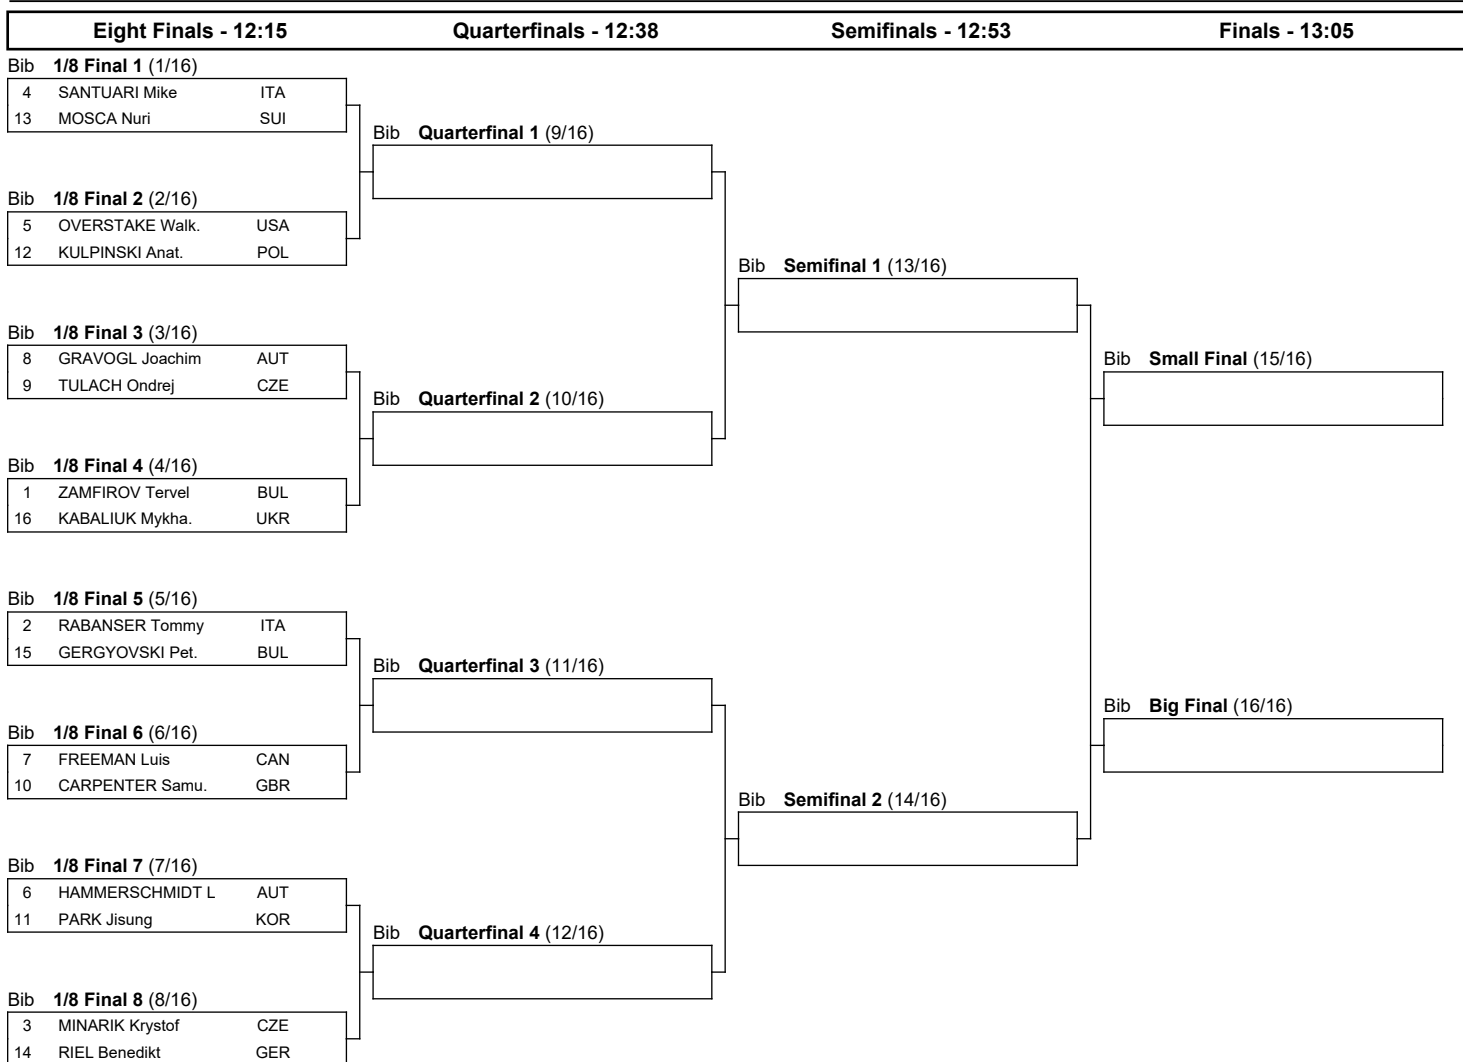 Eight Finals - 12:15 Quarterfinals - 12:38 Semifinals - 12:53 Finals - 13:05
Bib 1/8 Final 1 (1/16)
4 SANTUARI Mike ITA
13 MOSCA Nuri SUI
Bib Quarterfinal 1 (9/16)
Bib 1/8 Final 2 (2/16)
5 OVERSTAKE Walk. USA
12 KULPINSKI Anat. POL
Bib Semifinal 1 (13/16)
Bib 1/8 Final 3 (3/16)
8 GRAVOGL Joachim AUT
9 TULACH Ondrej CZE
Bib Small Final (15/16)
Bib Quarterfinal 2 (10/16)
Bib 1/8 Final 4 (4/16)
1 ZAMFIROV Tervel BUL
16 KABALIUK Mykha. UKR
Bib 1/8 Final 5 (5/16)
2 RABANSER Tommy ITA
15 GERGYOVSKI Pet. BUL
Bib Quarterfinal 3 (11/16)
Bib Big Final (16/16)
Bib 1/8 Final 6 (6/16)
7 FREEMAN Luis CAN
10 CARPENTER Samu. GBR
Bib Semifinal 2 (14/16)
Bib 1/8 Final 7 (7/16)
6 HAMMERSCHMIDT L AUT
11 PARK Jisung KOR
Bib Quarterfinal 4 (12/16)
Bib 1/8 Final 8 (8/16)
3 MINARIK Krystof CZE
14 RIEL Benedikt GER